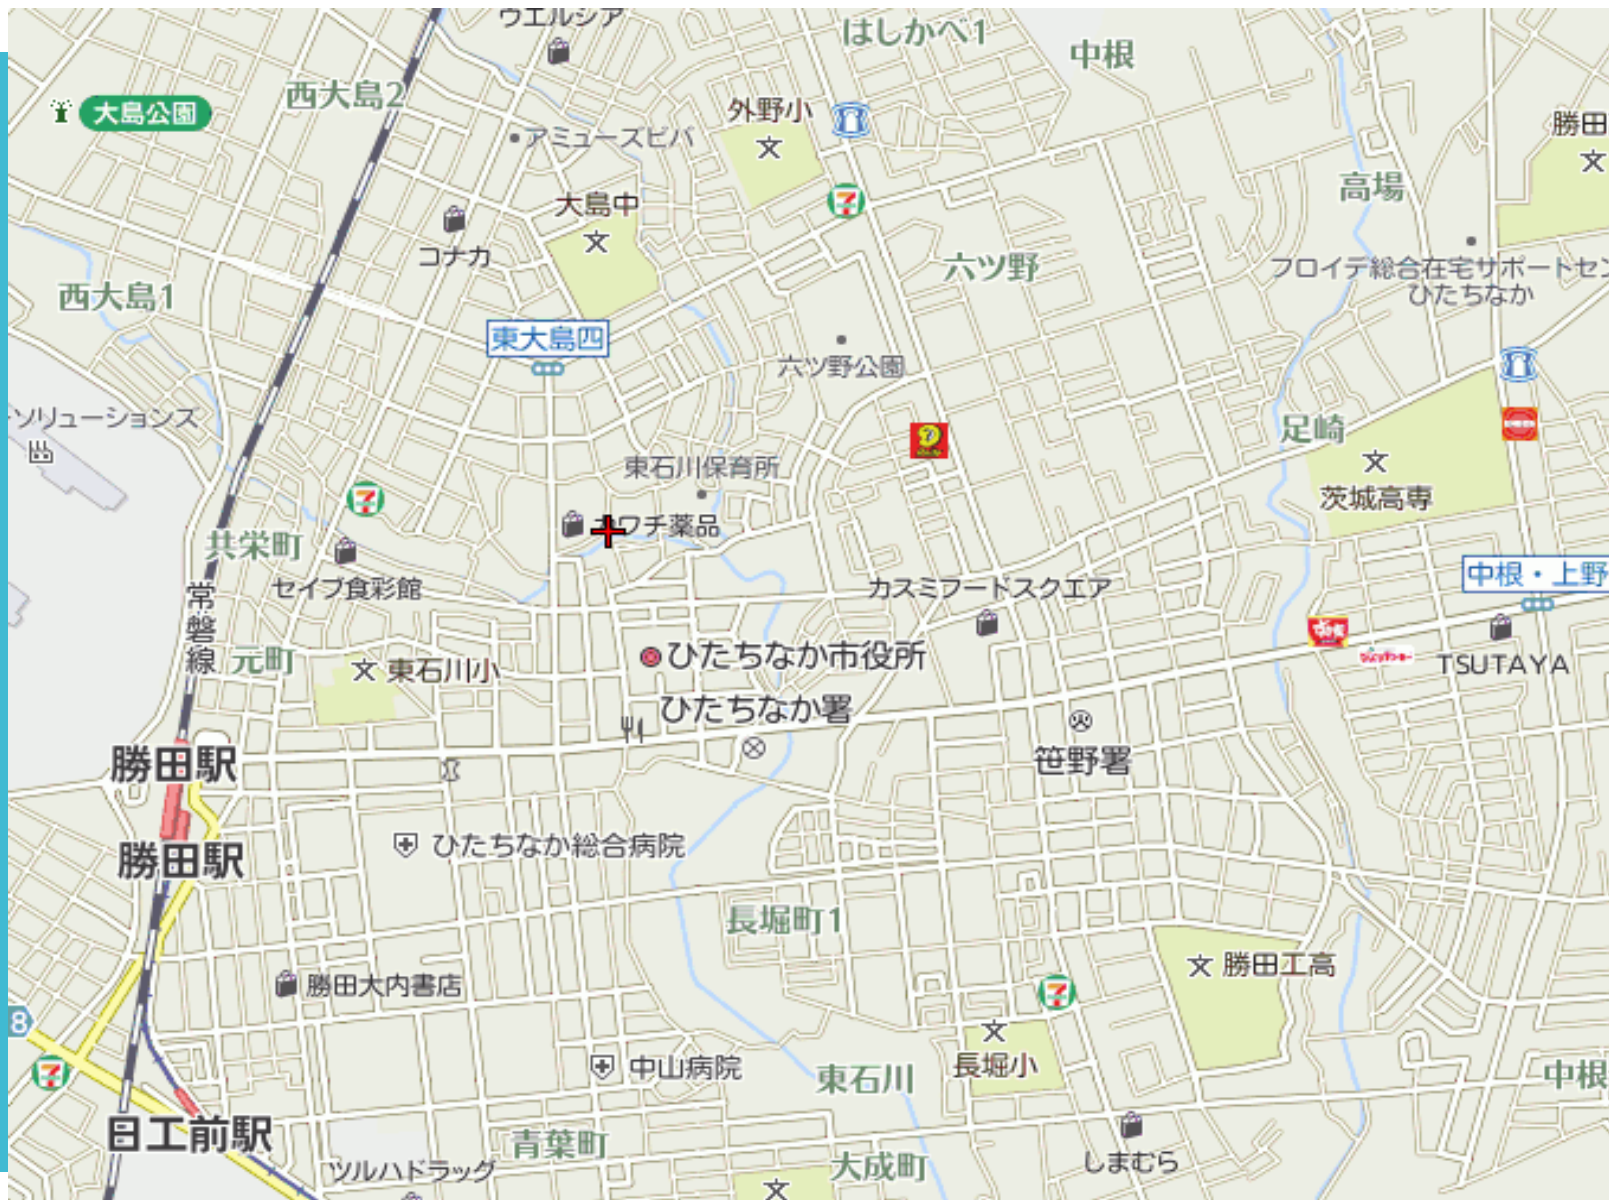 ウエルシア
はしかべ1
中根
西大島2
大島公園
外野小
アミューズビバ
勝田
大島中
高場
コナカ
六ツ野
フロイデ総合在宅サポートセン
ひたちなか
西大島1
東大島四
六ツ野公園
ソリューションズ
足崎
東石川保育所
茨城高専
ワチ薬品
共栄町
セイブ食彩館
カスミフードスクエア
中根・上野
常磐線
元町
東石川小
ひたちなか市役所
TSUTAYA
ひたちなか署
勝田駅
笹野署
ひたちなか総合病院
勝田駅
長堀町1
勝田工高
勝田大内書店
8
長堀小
中山病院
東石川
中根
日工前駅
青葉町
しまむら
大成町
ツルハドラッグ